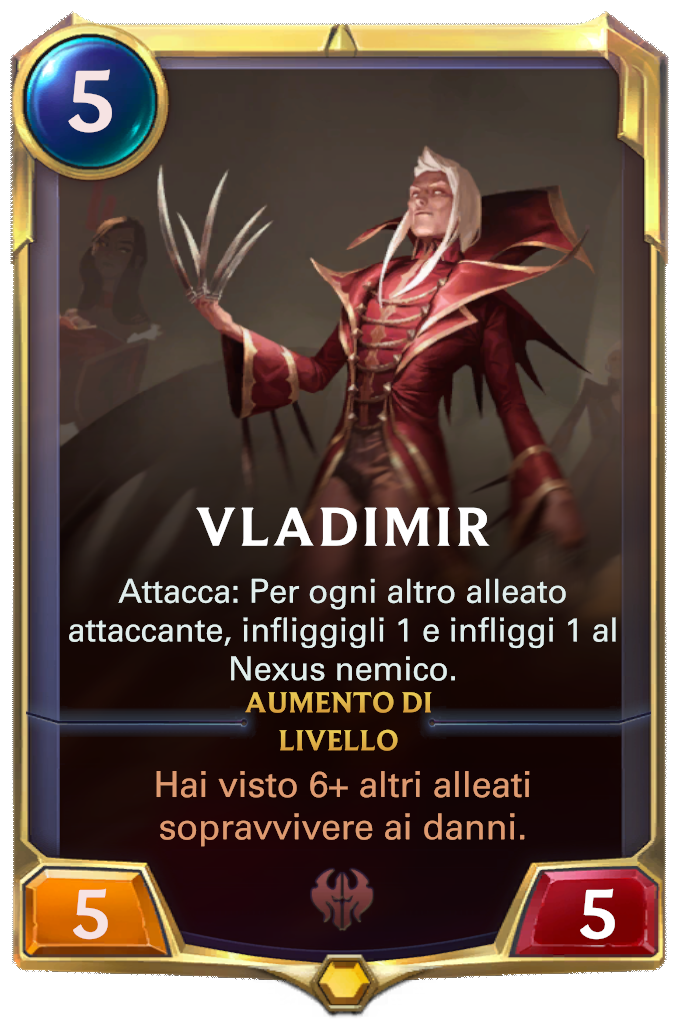 5
VLADIMIR
Attacca: Per ogni altro alleato
attaccante, infliggigli 1 e infliggi 1 al
Nexus nemico.
AUMENTO DI
LIVELLO
Hai visto 6+ altri alleati
sopravvivere ai danni.
5
5